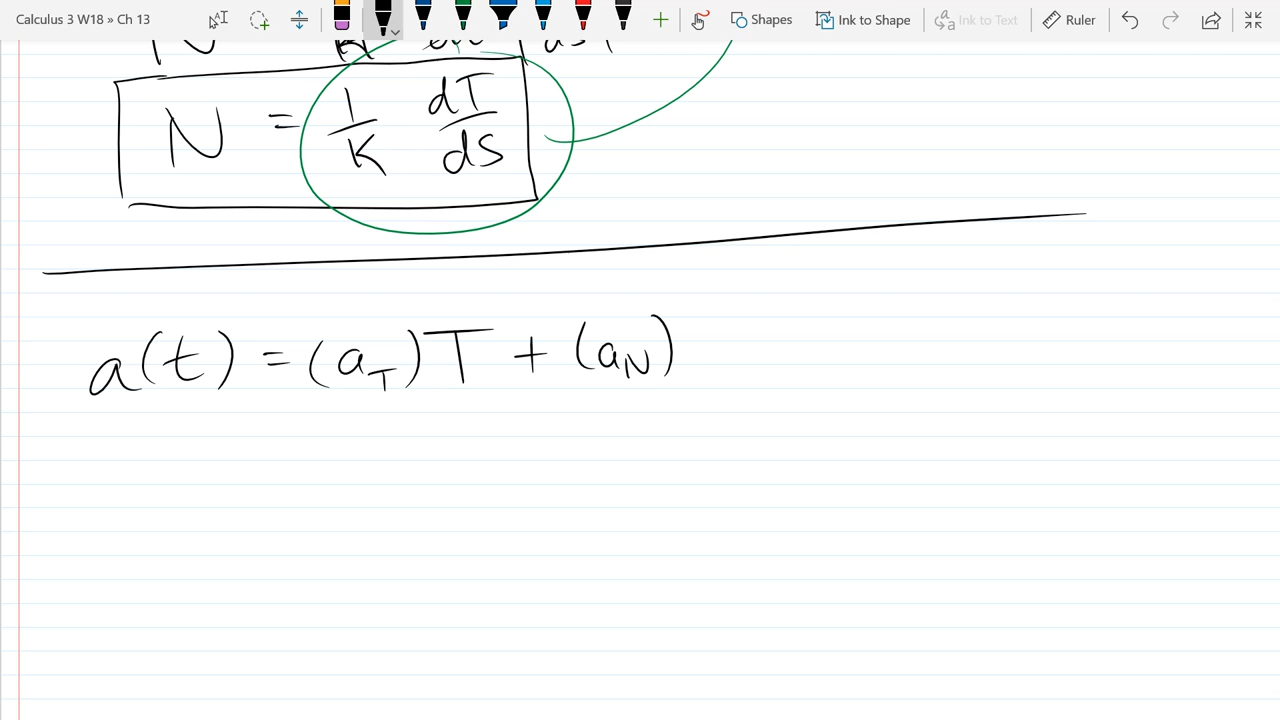 Calculus 3 W18 » Ch 13
Shapes
Ink to Shape
Ink to Text
Ruler
N = 1/K dT/ds
a(t) = (a_T)T + (a_N)